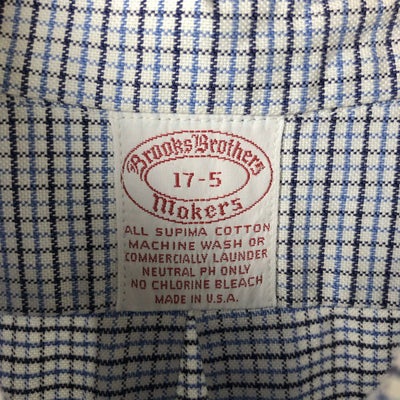 Brooks Brothers
17-5
Makers
ALL SUPIMA COTTON
MACHINE WASH OR
COMMERCIALLY LAUNDER
NEUTRAL PH ONLY
NO CHLORINE BLEACH
MADE IN U.S.A.